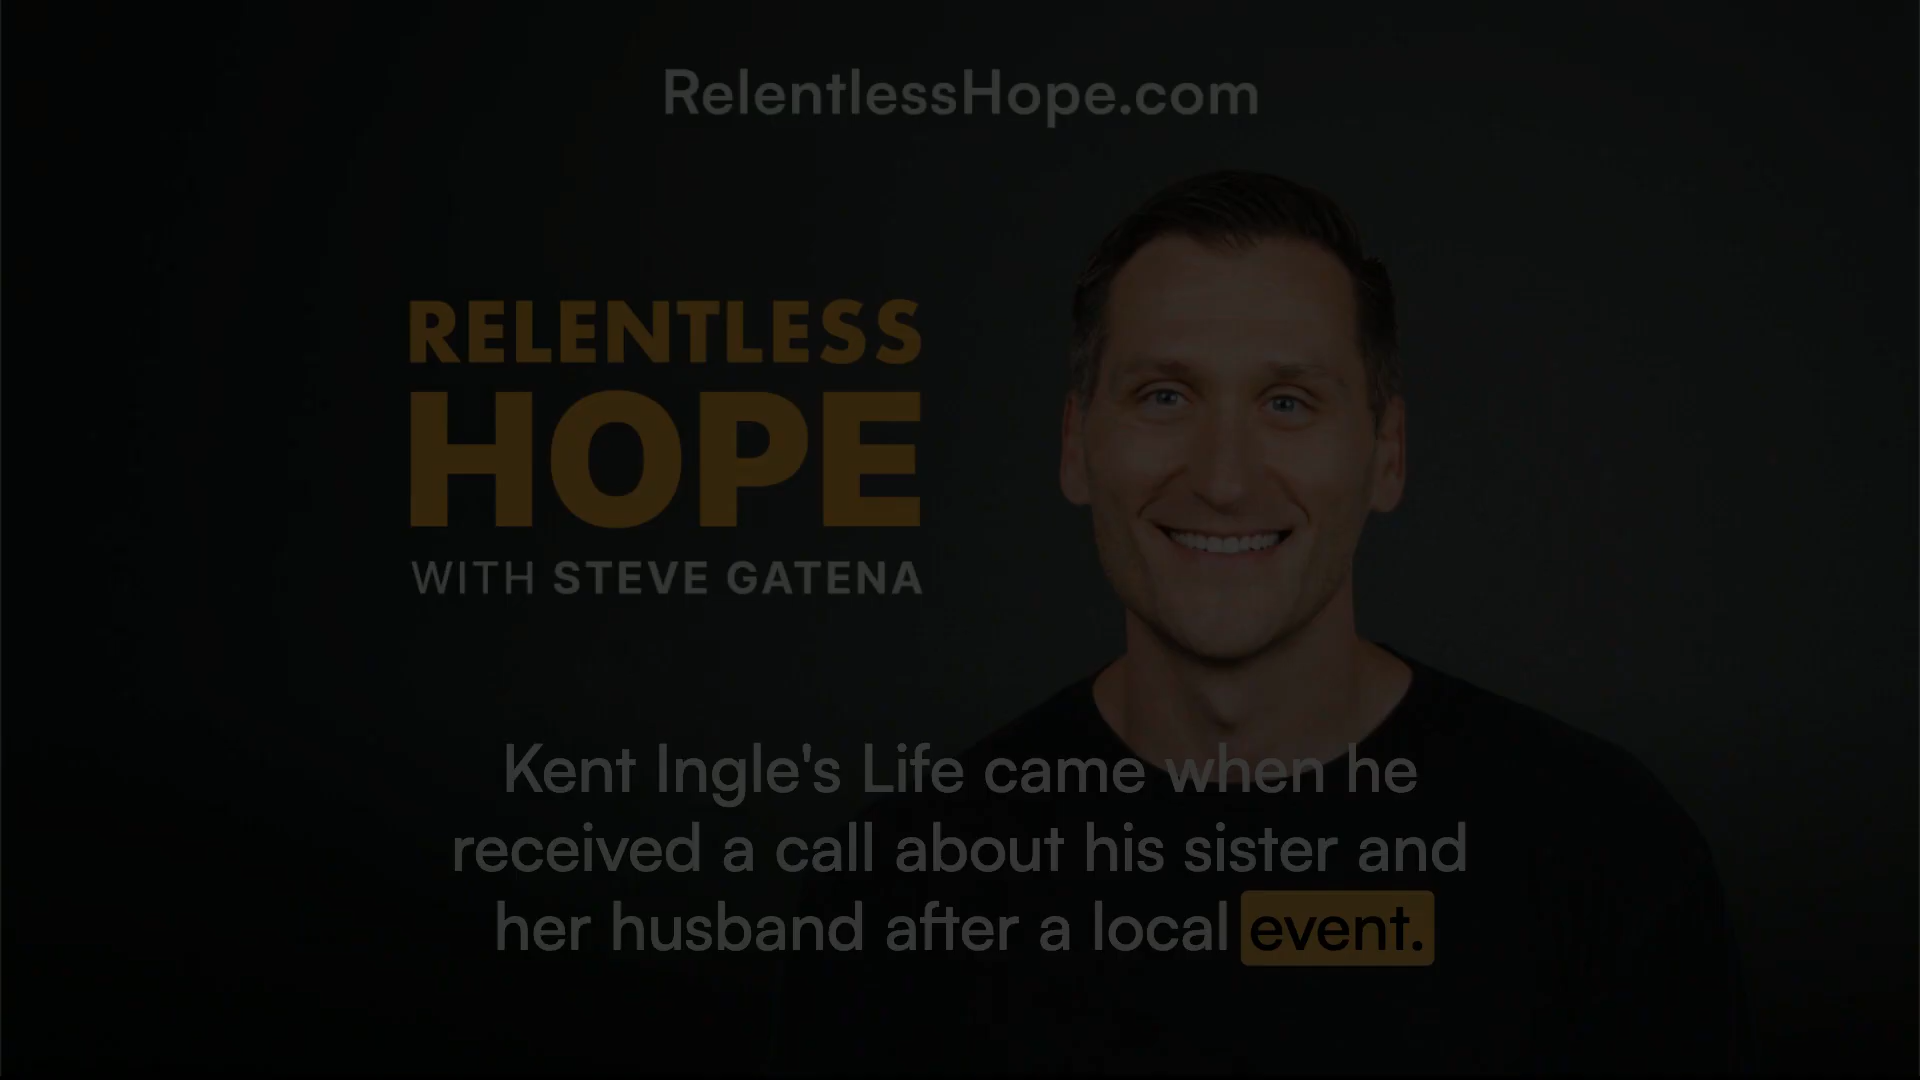 RelentlessHope.com
RELENTLESS
HOPE
WITH STEVE GATENA
Kent Ingle's Life came when he
received a call about his sister and
her husband after a local event.